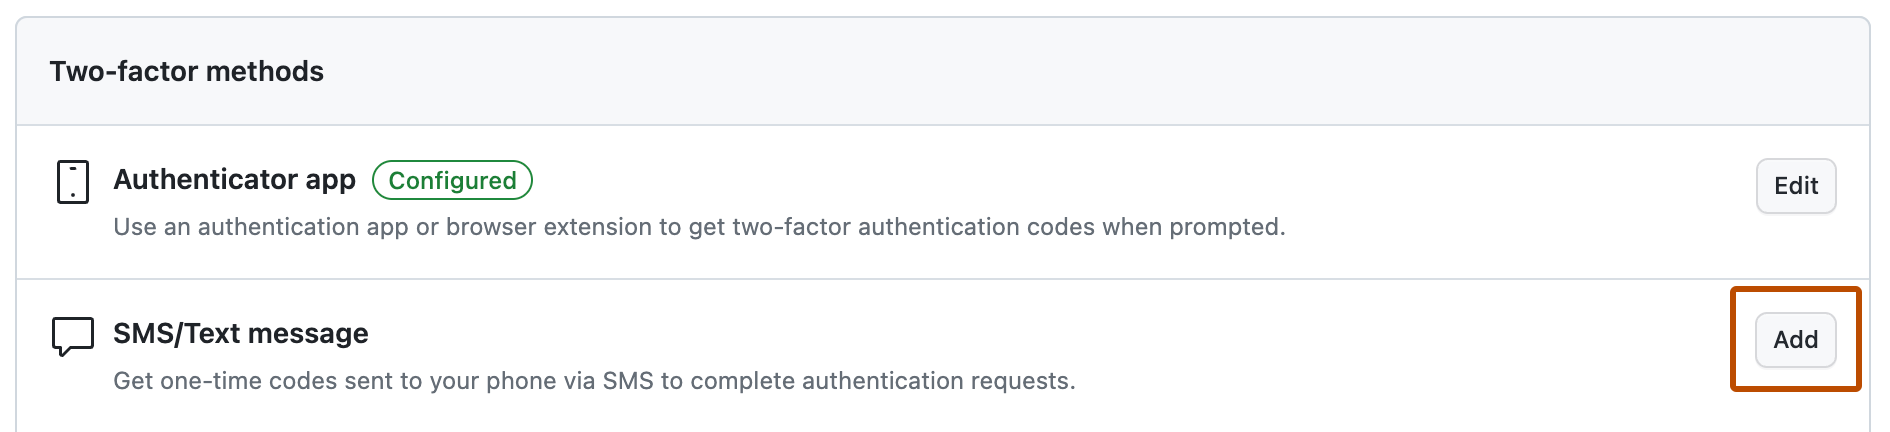 Two-factor methods
Authenticator app Configured
Edit
Use an authentication app or browser extension to get two-factor authentication codes when prompted.
SMS/Text message
Add
Get one-time codes sent to your phone via SMS to complete authentication requests.